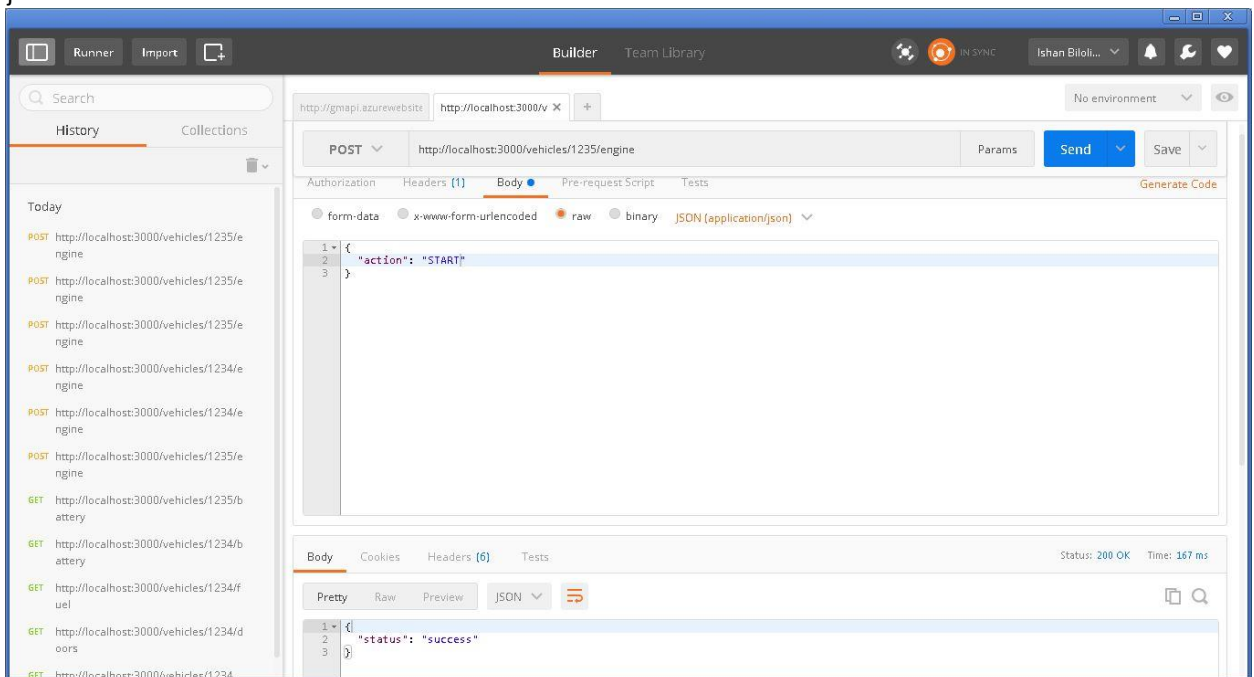 Runner Import Builder Team Library IN SYNC Ishan Biloli...
Search
History Collections
Today
POST http://localhost:3000/vehicles/1235/e
ngine
POST http://localhost:3000/vehicles/1235/e
ngine
POST http://localhost:3000/vehicles/1235/e
ngine
POST http://localhost:3000/vehicles/1234/e
ngine
POST http://localhost:3000/vehicles/1234/e
ngine
POST http://localhost:3000/vehicles/1235/e
ngine
GET http://localhost:3000/vehicles/1235/b
attery
GET http://localhost:3000/vehicles/1234/b
attery
GET http://localhost:3000/vehicles/1234/f
uel
GET http://localhost:3000/vehicles/1234/d
oors
GET http://localhost:3000/vehicles/1234
http://gmapi.azurewebsite http://localhost:3000/v × + No environment
POST http://localhost:3000/vehicles/1235/engine Params Send Save
Authorization Headers (1) Body Pre-request Script Tests Generate Code
form-data x-www-form-urlencoded raw binary JSON (application/json)
1 {
2 "action": "START"
3 }
Body Cookies Headers (6) Tests Status: 200 OK Time: 167 ms
Pretty Raw Preview JSON
1 {
2 "status": "success"
3 }